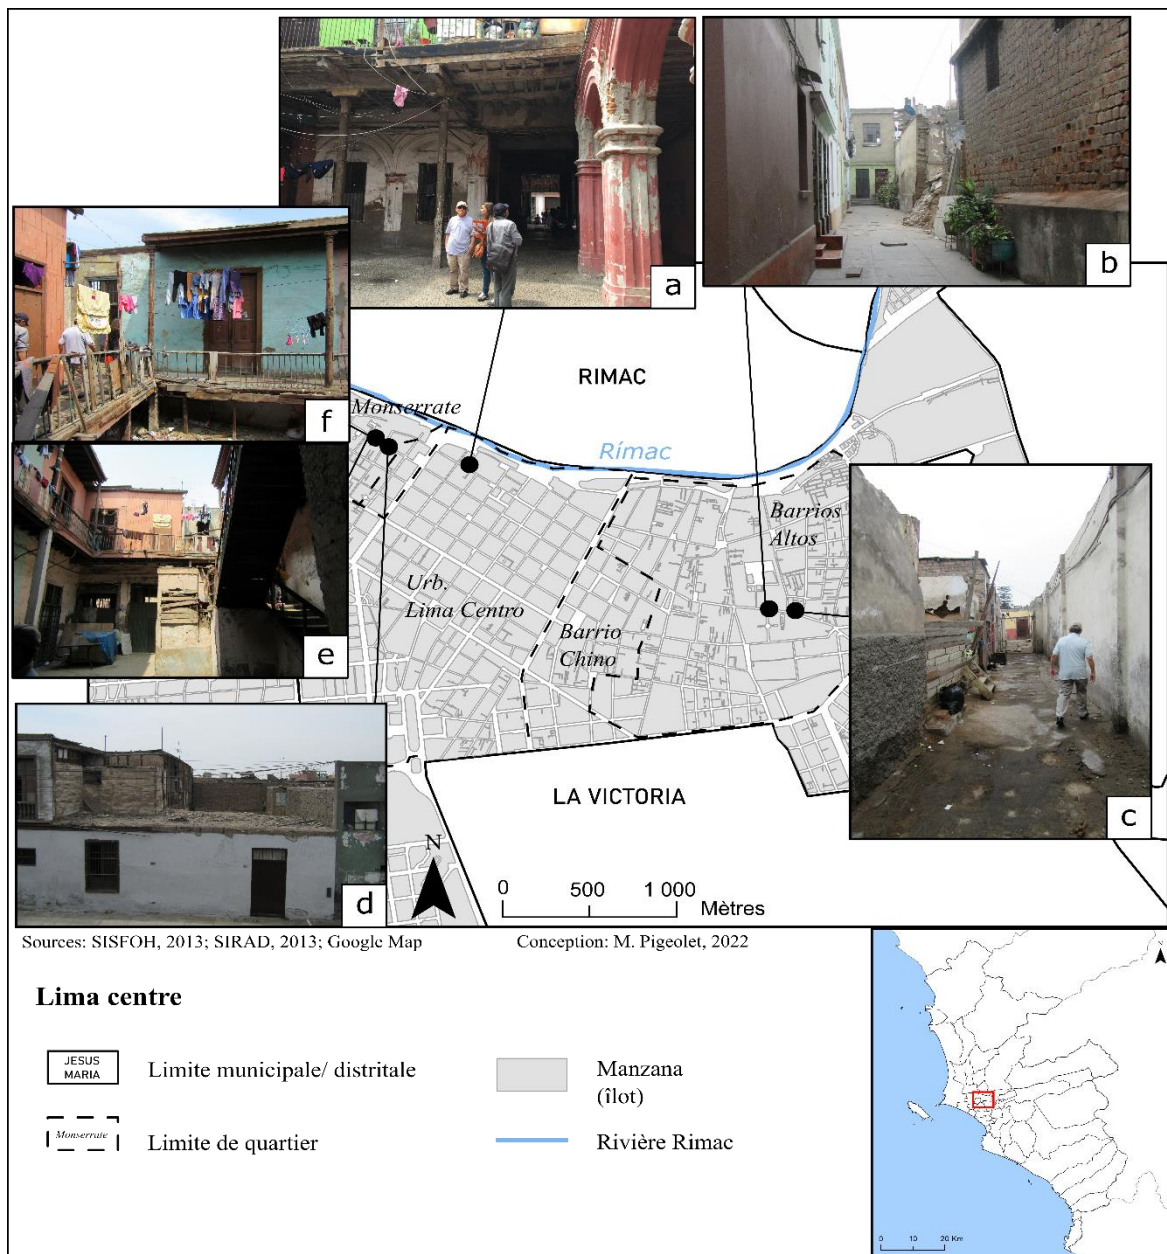 a
b
f
RIMAC
Monserrate
Rímac
e
Barrios
Altos
Urb.
Lima Centro
Barrio
Chino
c
LA VICTORIA
N
0 500 1 000
Mètres
d
Sources: SISFOH, 2013; SIRAD, 2013; Google Map
Conception: M. Pigeolet, 2022
Lima centre
JESUS
MARIA
Limite municipale/ distritale
Manzana
(îlot)
Monserrate
Limite de quartier
Rivière Rimac
N
0 10 20 Km